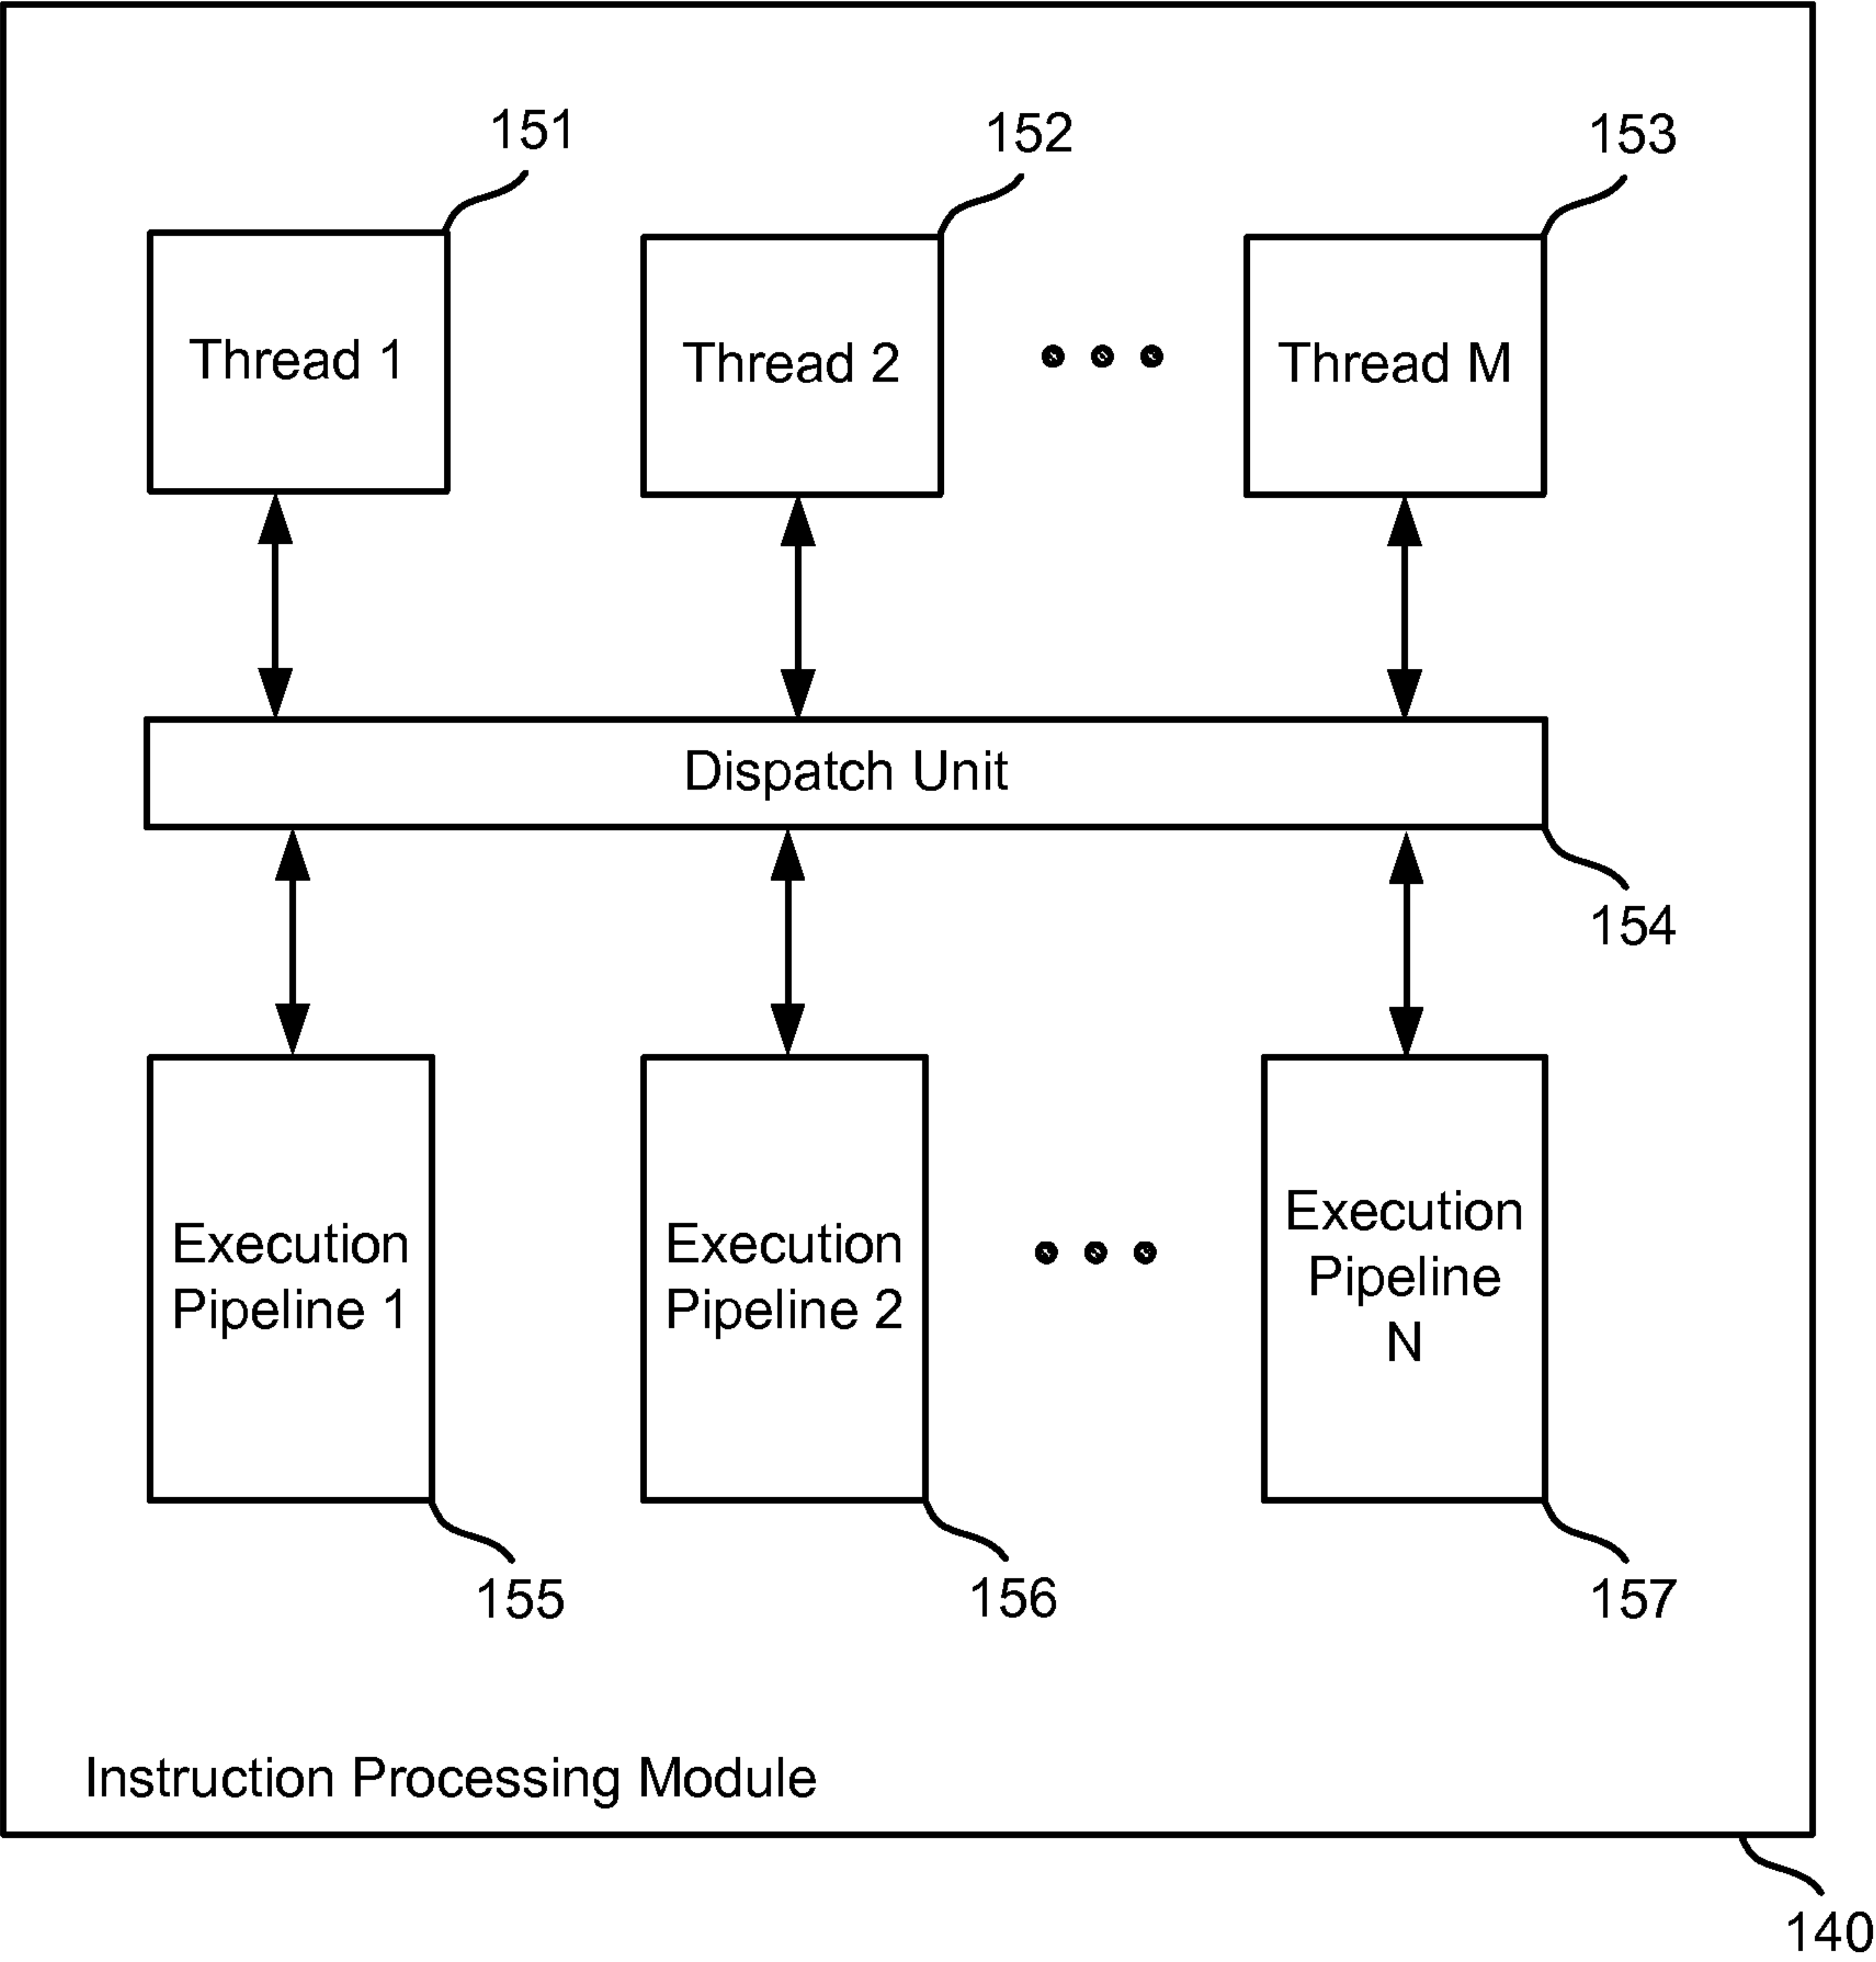 151
152
153
Thread 1
Thread 2
Thread M
Dispatch Unit
154
Execution
Pipeline 1
Execution
Pipeline 2
Execution
Pipeline
N
155
156
157
Instruction Processing Module
140